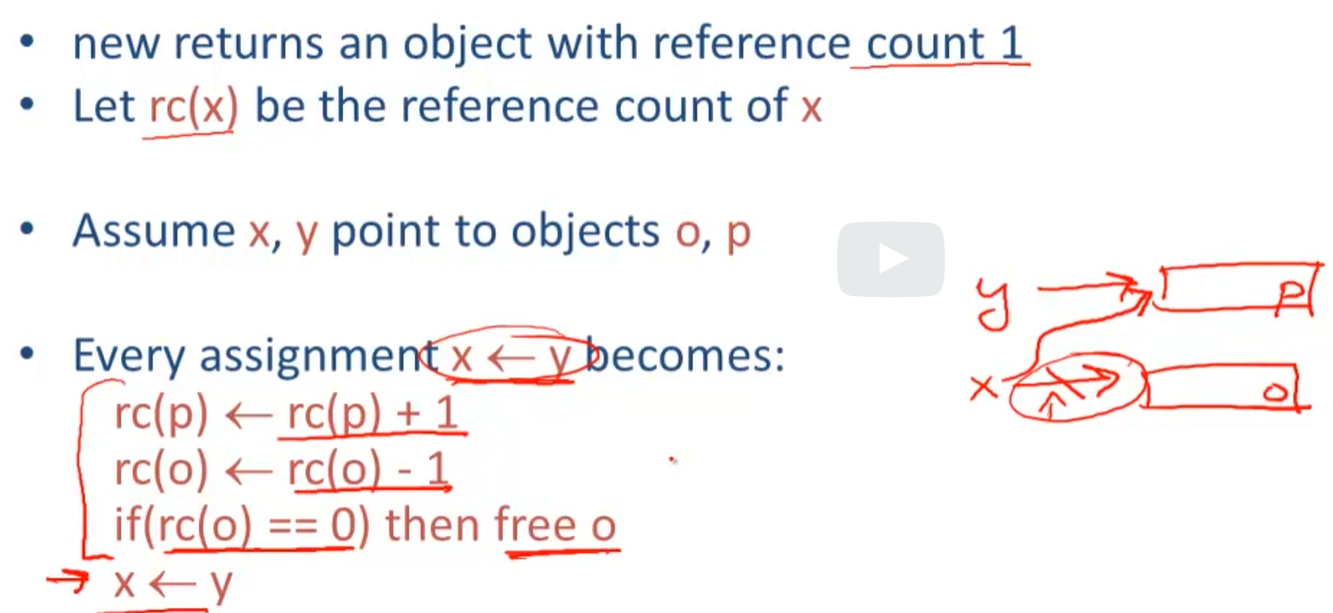 • new returns an object with reference count 1
• Let rc(x) be the reference count of x
• Assume x, y point to objects o, p
• Every assignment x ← y becomes:
rc(p) ← rc(p) + 1
rc(o) ← rc(o) - 1
if(rc(o) == 0) then free o
x ← y
y → p
x → o